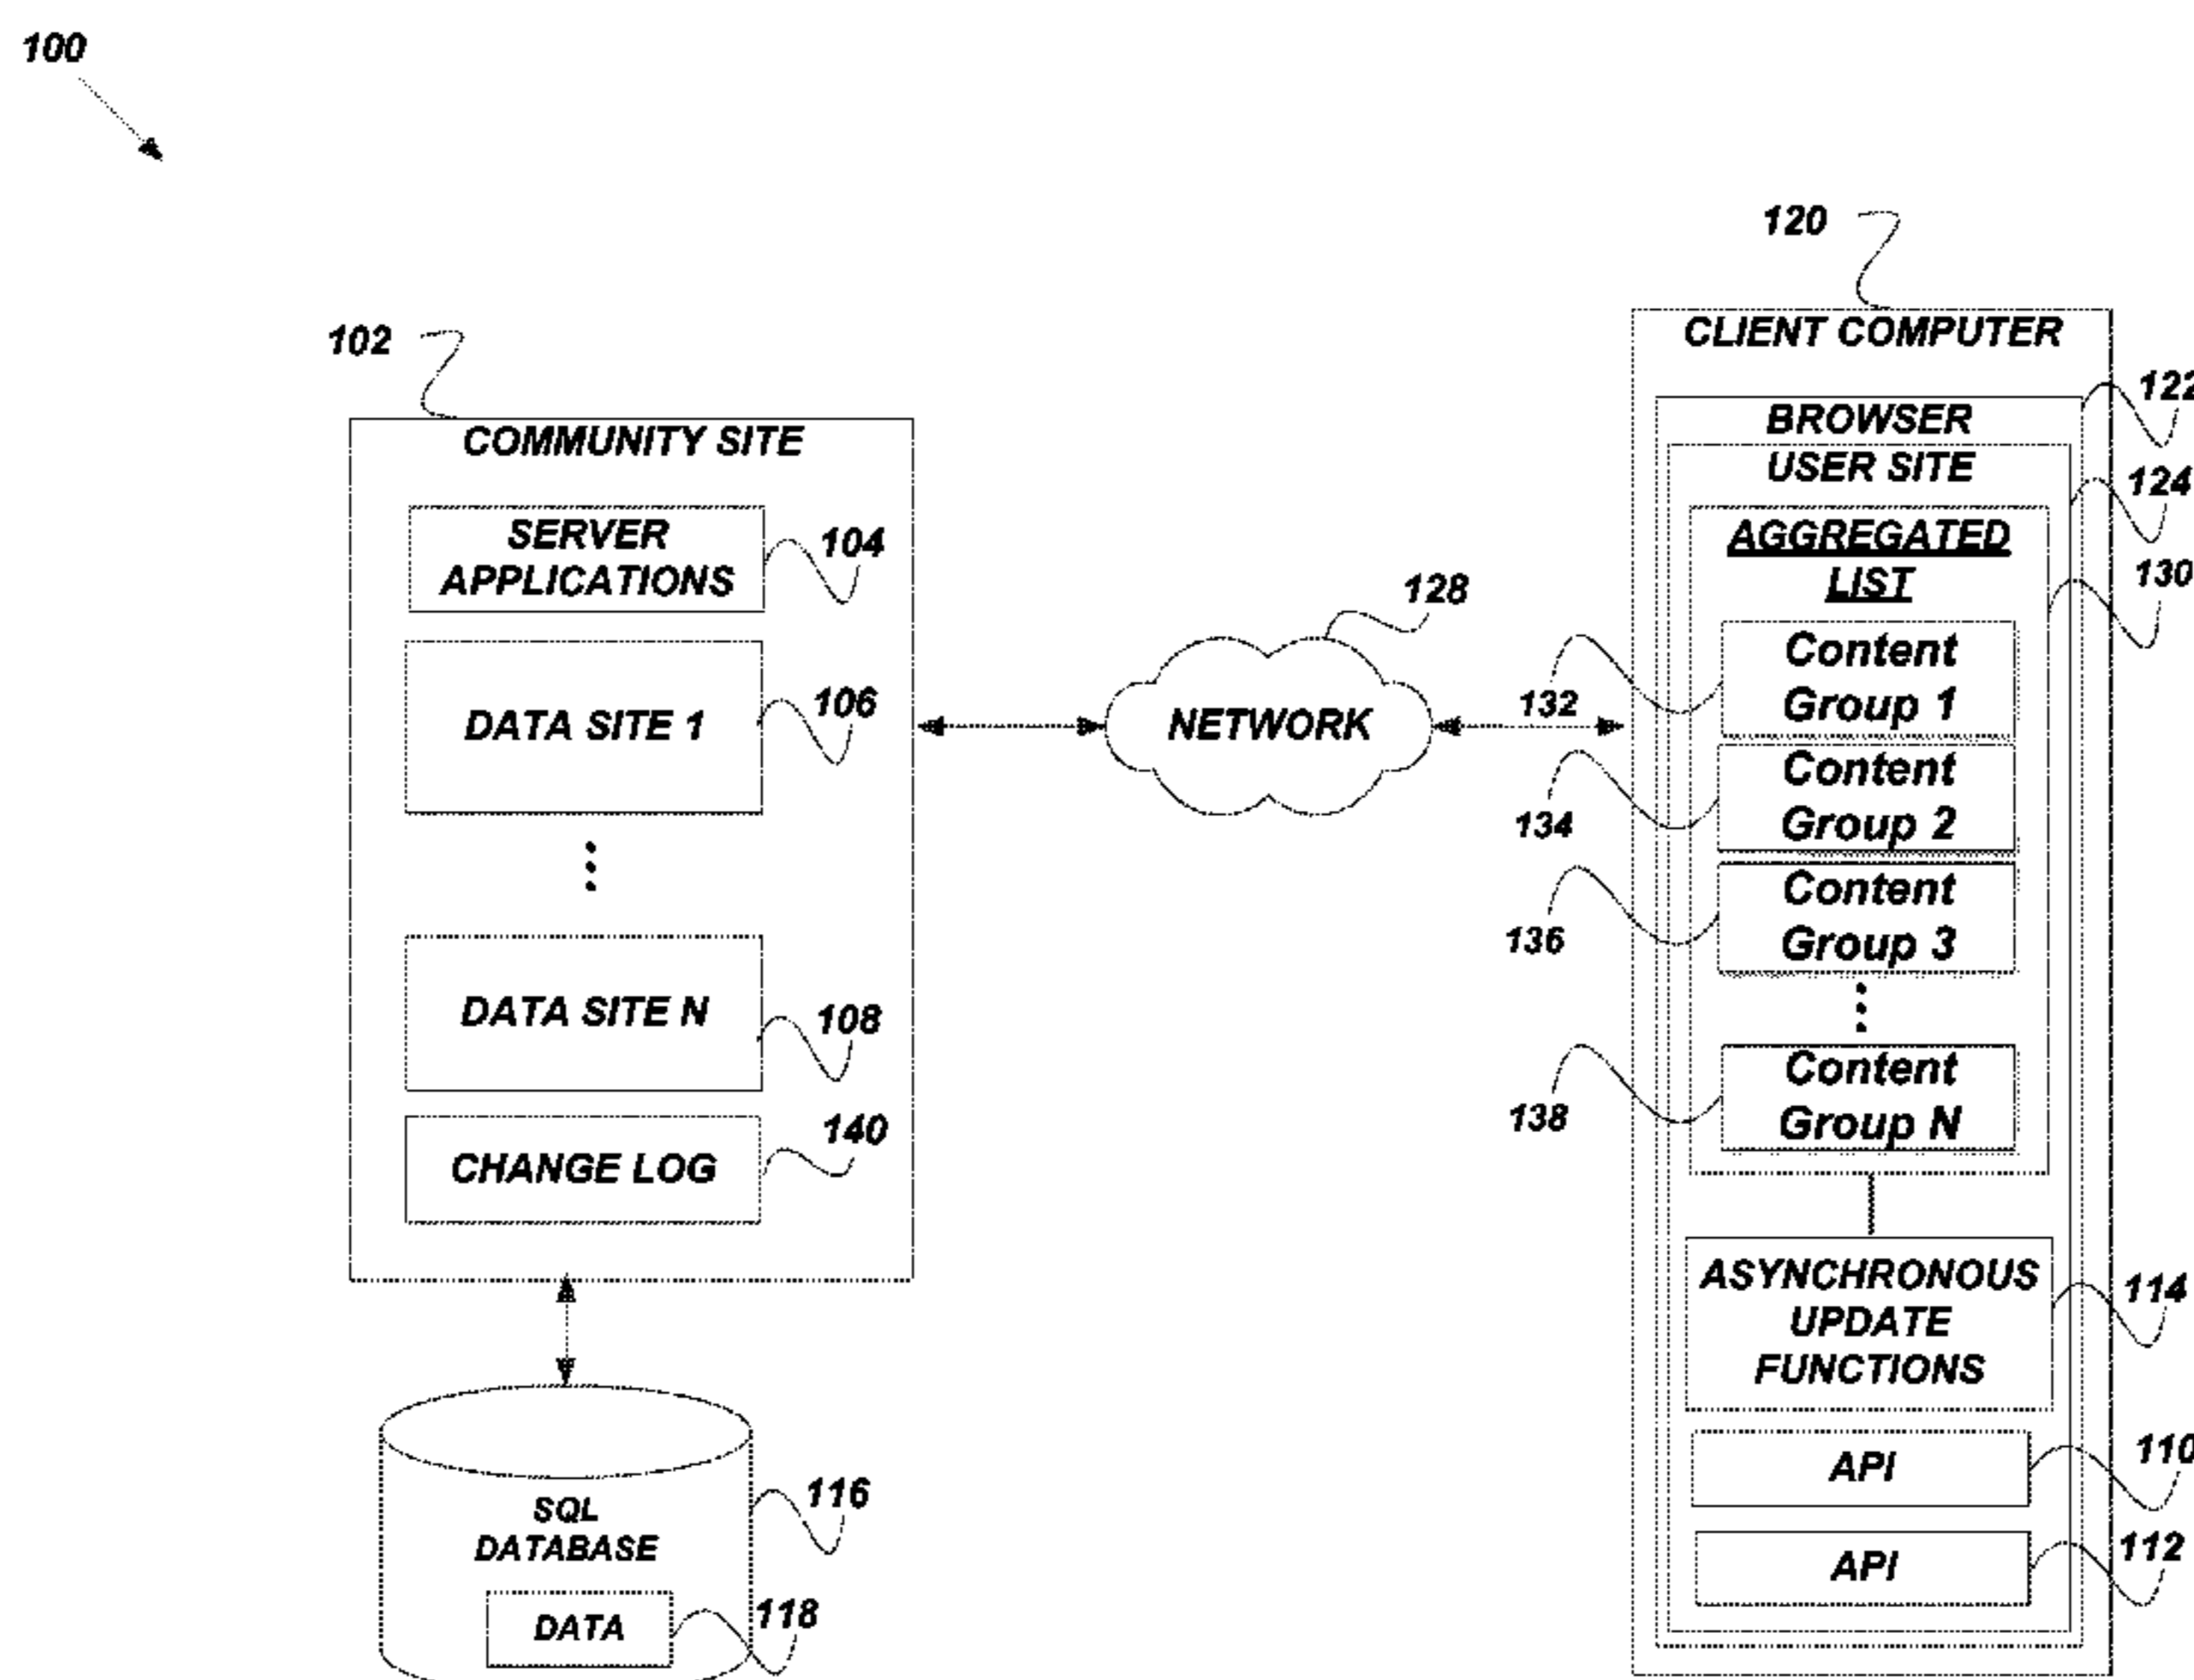 100
102
COMMUNITY SITE
SERVER
APPLICATIONS
104
DATA SITE 1
106
DATA SITE N
108
CHANGE LOG
140
SQL
DATABASE
116
DATA
118
NETWORK
128
120
CLIENT COMPUTER
122
BROWSER
USER SITE
124
AGGREGATED
LIST
130
132
Content
Group 1
134
Content
Group 2
136
Content
Group 3
138
Content
Group N
ASYNCHRONOUS
UPDATE
FUNCTIONS
114
API
110
API
112